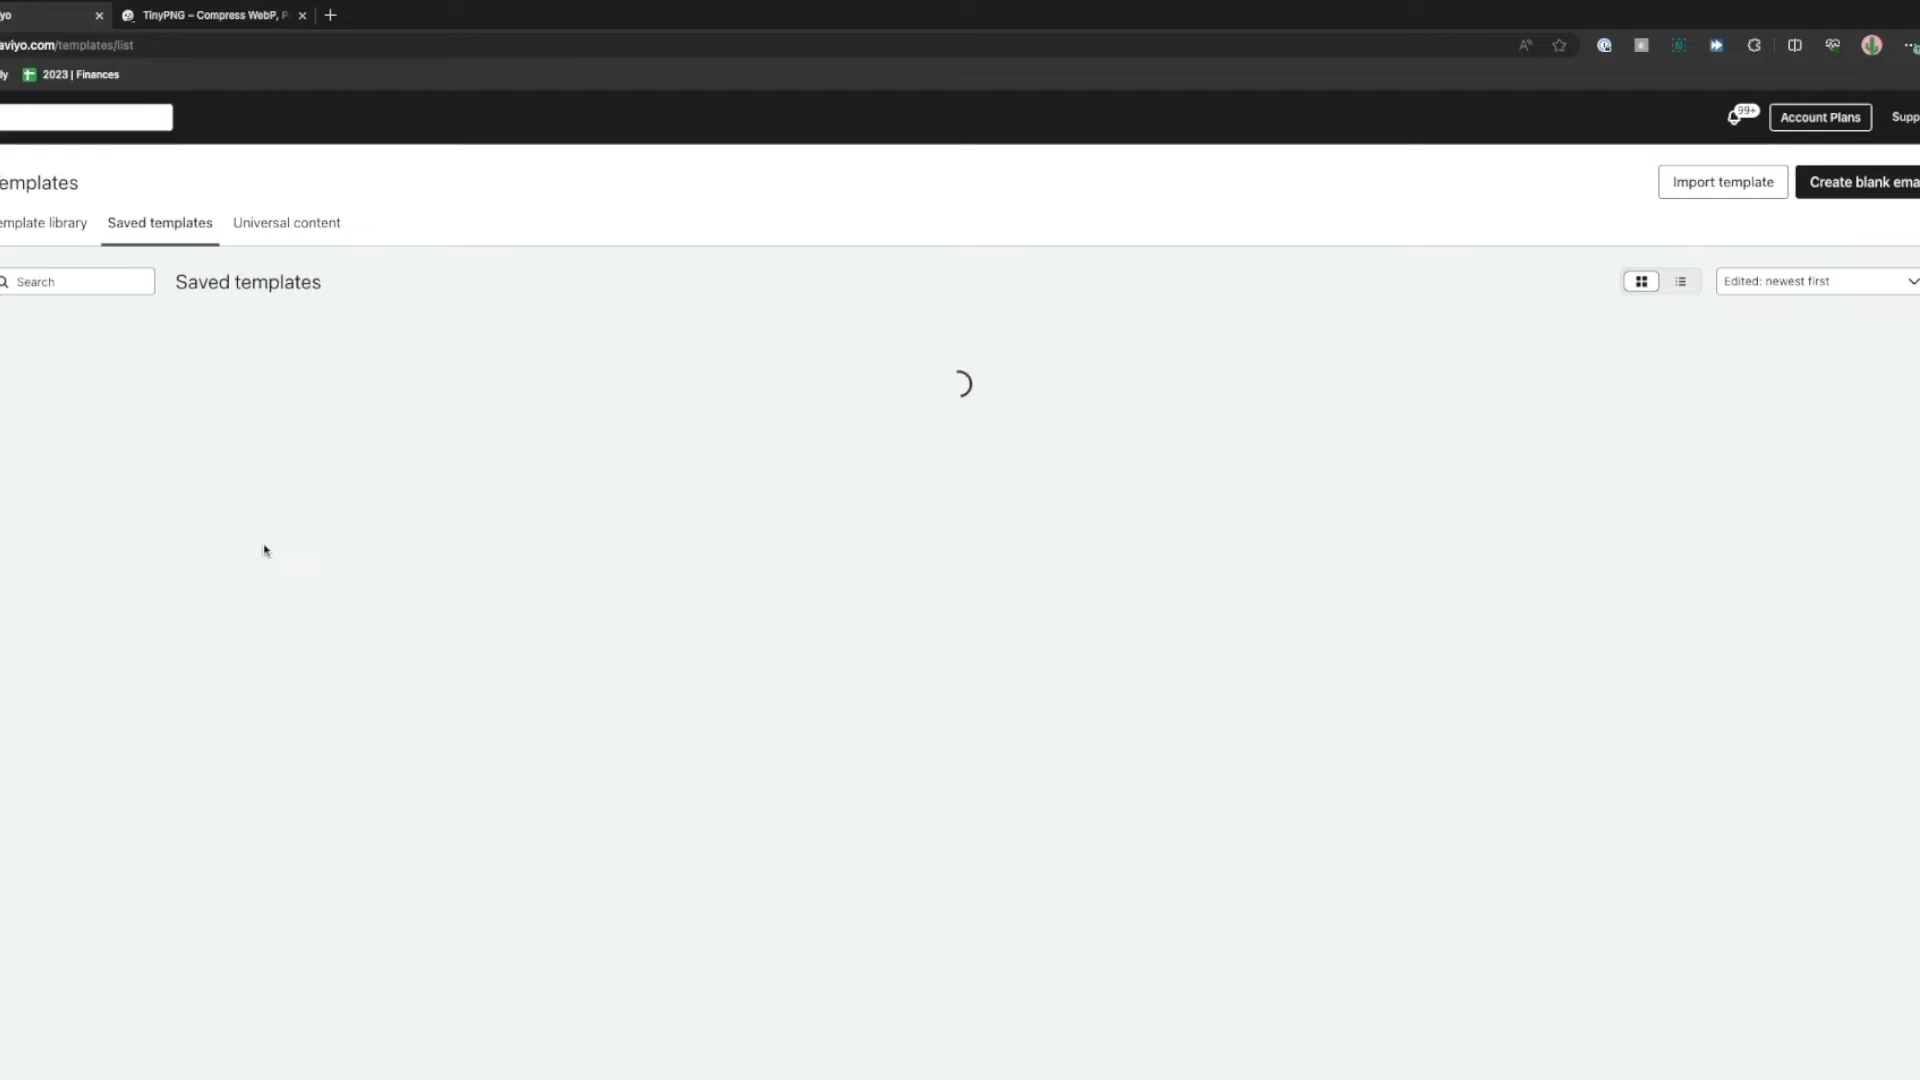 yo
TinyPNG – Compress WebP, P
aviyo.com/templates/list
ly
2023 | Finances
99+
Account Plans
Supp
emplates
Import template
Create blank ema
emplate library
Saved templates
Universal content
Search
Saved templates
Edited: newest first